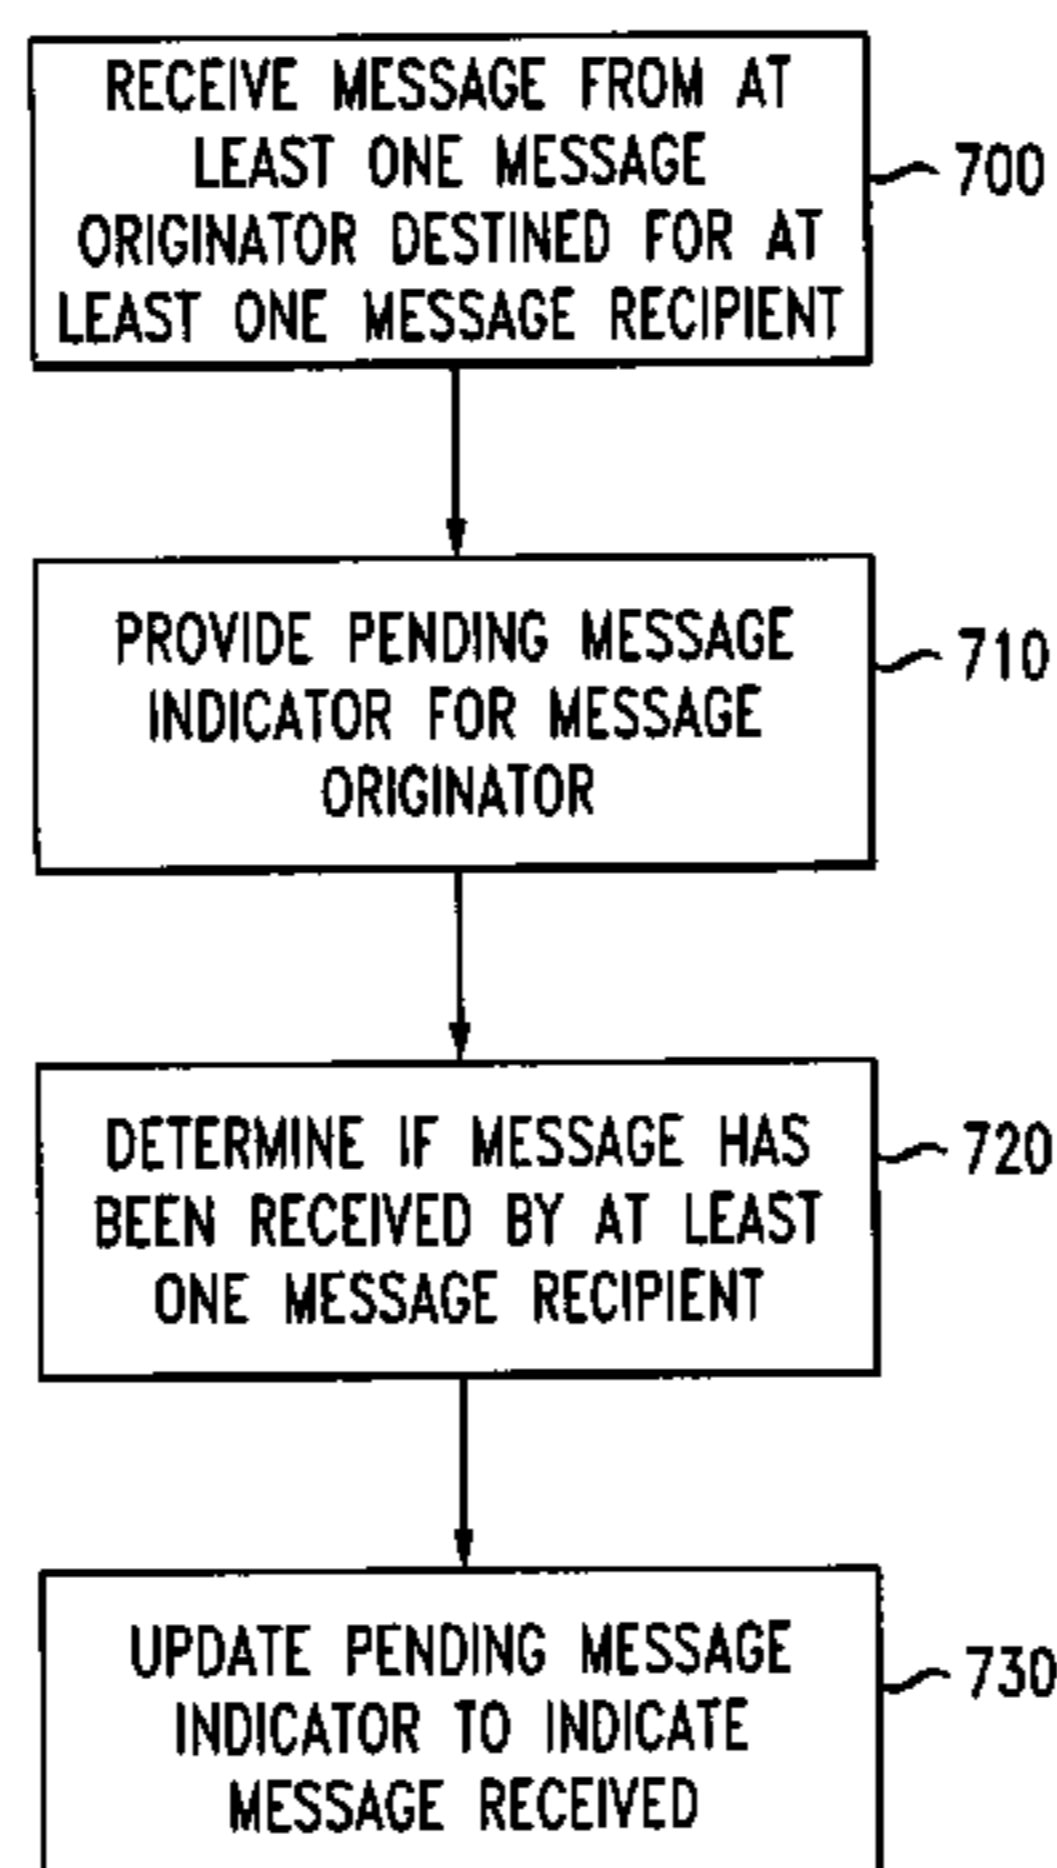 RECEIVE MESSAGE FROM AT
LEAST ONE MESSAGE
ORIGINATOR DESTINED FOR AT
LEAST ONE MESSAGE RECIPIENT
700
PROVIDE PENDING MESSAGE
INDICATOR FOR MESSAGE
ORIGINATOR
710
DETERMINE IF MESSAGE HAS
BEEN RECEIVED BY AT LEAST
ONE MESSAGE RECIPIENT
720
UPDATE PENDING MESSAGE
INDICATOR TO INDICATE
MESSAGE RECEIVED
730